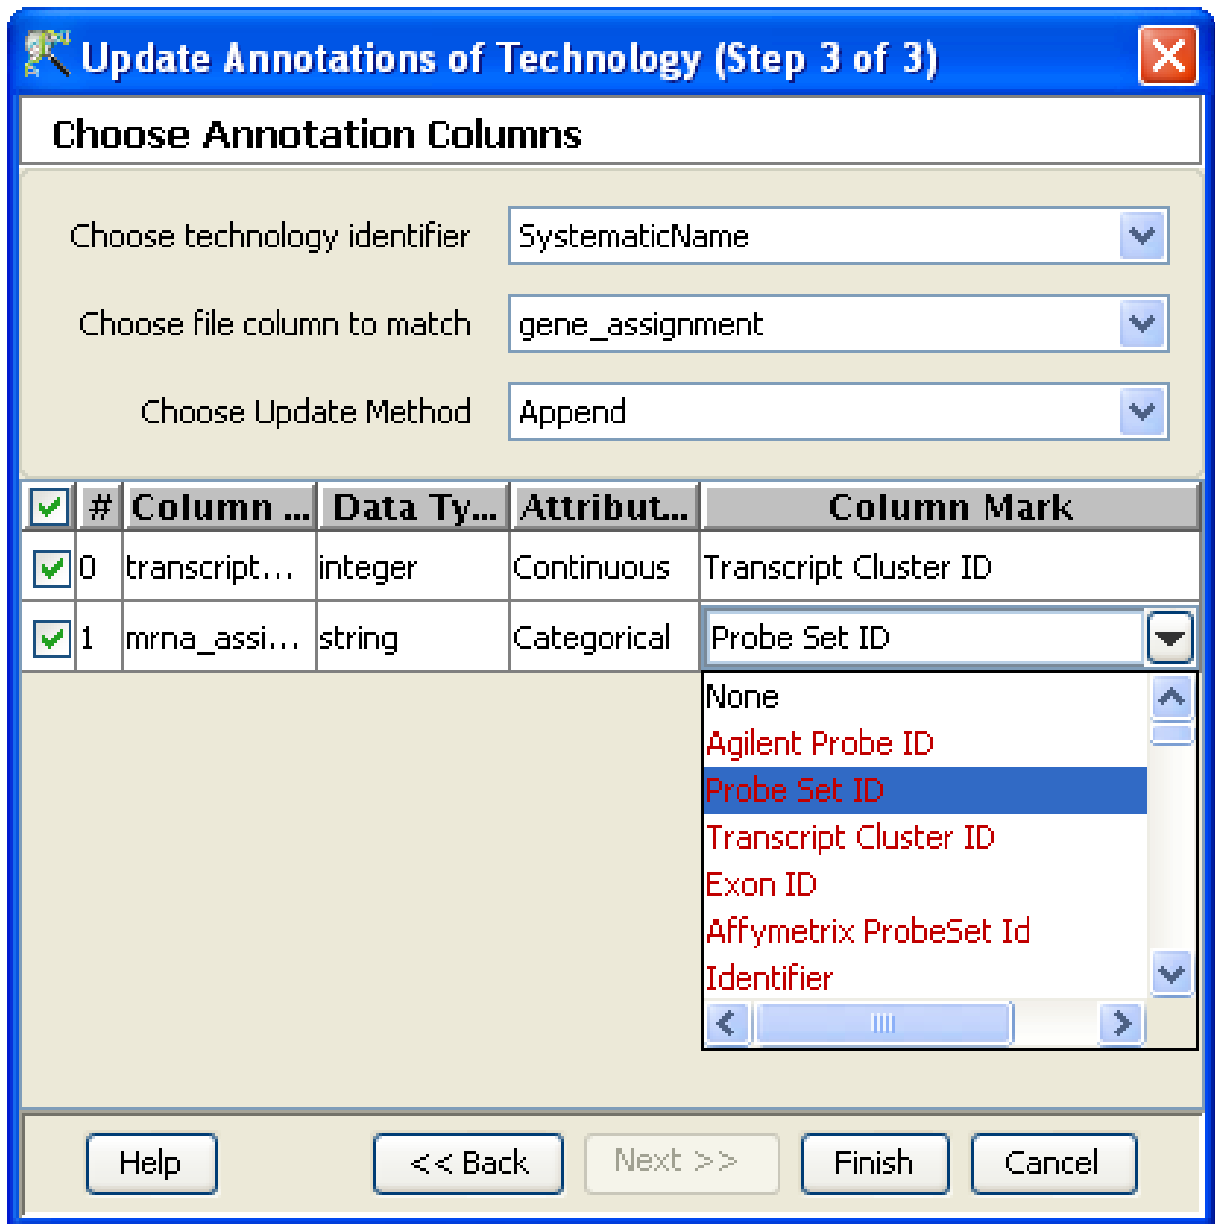 Update Annotations of Technology (Step 3 of 3)
Choose Annotation Columns
Choose technology identifier SystematicName
Choose file column to match gene_assignment
Choose Update Method Append
# Column ... Data Ty... Attribut... Column Mark
0 transcript... integer Continuous Transcript Cluster ID
1 mrna_assi... string Categorical Probe Set ID
None
Agilent Probe ID
Probe Set ID
Transcript Cluster ID
Exon ID
Affymetrix ProbeSet Id
Identifier
Help << Back Next >> Finish Cancel